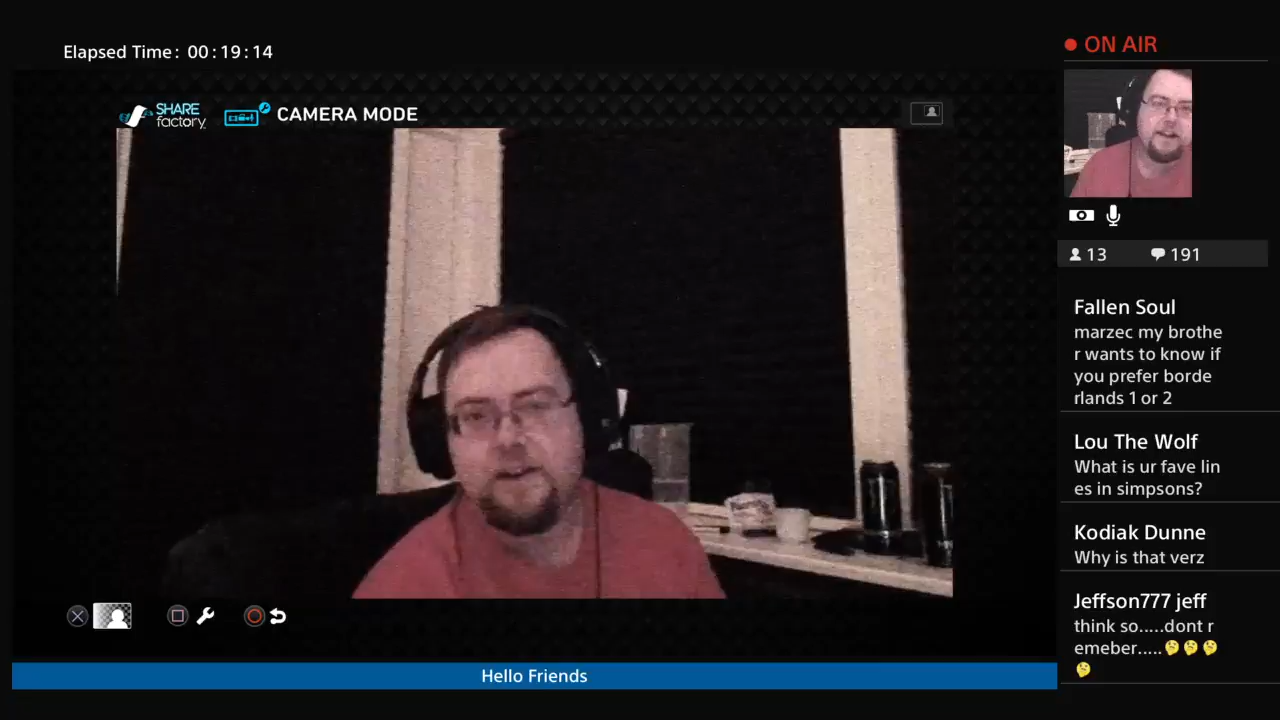 Elapsed Time: 00:19:14
ON AIR
SHARE
factory
CAMERA MODE
13
191
Fallen Soul
marzec my brothe
r wants to know if
you prefer borde
rlands 1 or 2
Lou The Wolf
What is ur fave lin
es in simpsons?
Kodiak Dunne
Why is that verz
Jeffson777 jeff
think so.....dont r
emeber.....🤔🤔🤔
🤔
Hello Friends